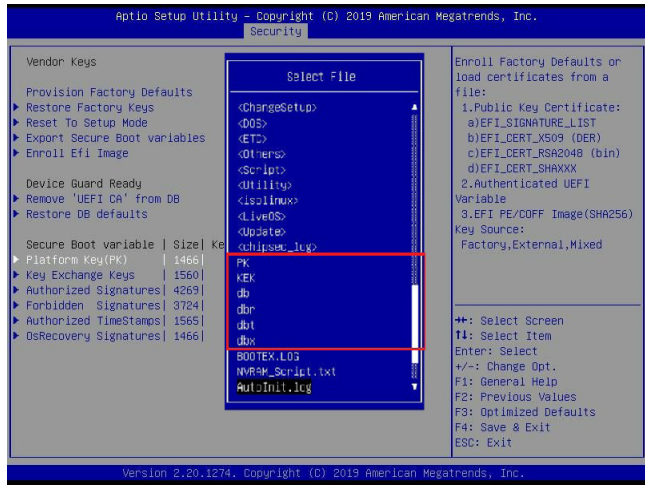 Aptio Setup Utility – Copyright (C) 2019 American Megatrends, Inc.
Security
Vendor Keys
Provision Factory Defaults
Restore Factory Keys
Reset To Setup Mode
Export Secure Boot variables
Enroll Efi Image
Device Guard Ready
Remove 'UEFI CA' from DB
Restore DB defaults
Secure Boot variable | Size| Ke
Platform Key(PK) | 1466|
Key Exchange Keys | 1560|
Authorized Signatures| 4269|
Forbidden Signatures| 3724|
Authorized TimeStamps| 1565|
OsRecovery Signatures| 1466|
Select File
<ChangeSetup>
<DOS>
<ETC>
<Others>
<Script>
<Utility>
<isolinux>
<LiveOS>
<Update>
<chipsec_log>
PK
KEK
db
dbr
dbt
dbx
BOOTEX.LOG
NVRAM_Script.txt
AutoInit.log
Enroll Factory Defaults or
load certificates from a
file:
1.Public Key Certificate:
a)EFI_SIGNATURE_LIST
b)EFI_CERT_X509 (DER)
c)EFI_CERT_RSA2048 (bin)
d)EFI_CERT_SHAXXX
2.Authenticated UEFI
Variable
3.EFI PE/COFF Image(SHA256)
Key Source:
Factory,External,Mixed
→←: Select Screen
↑↓: Select Item
Enter: Select
+/-: Change Opt.
F1: General Help
F2: Previous Values
F3: Optimized Defaults
F4: Save & Exit
ESC: Exit
Version 2.20.1274. Copyright (C) 2019 American Megatrends, Inc.